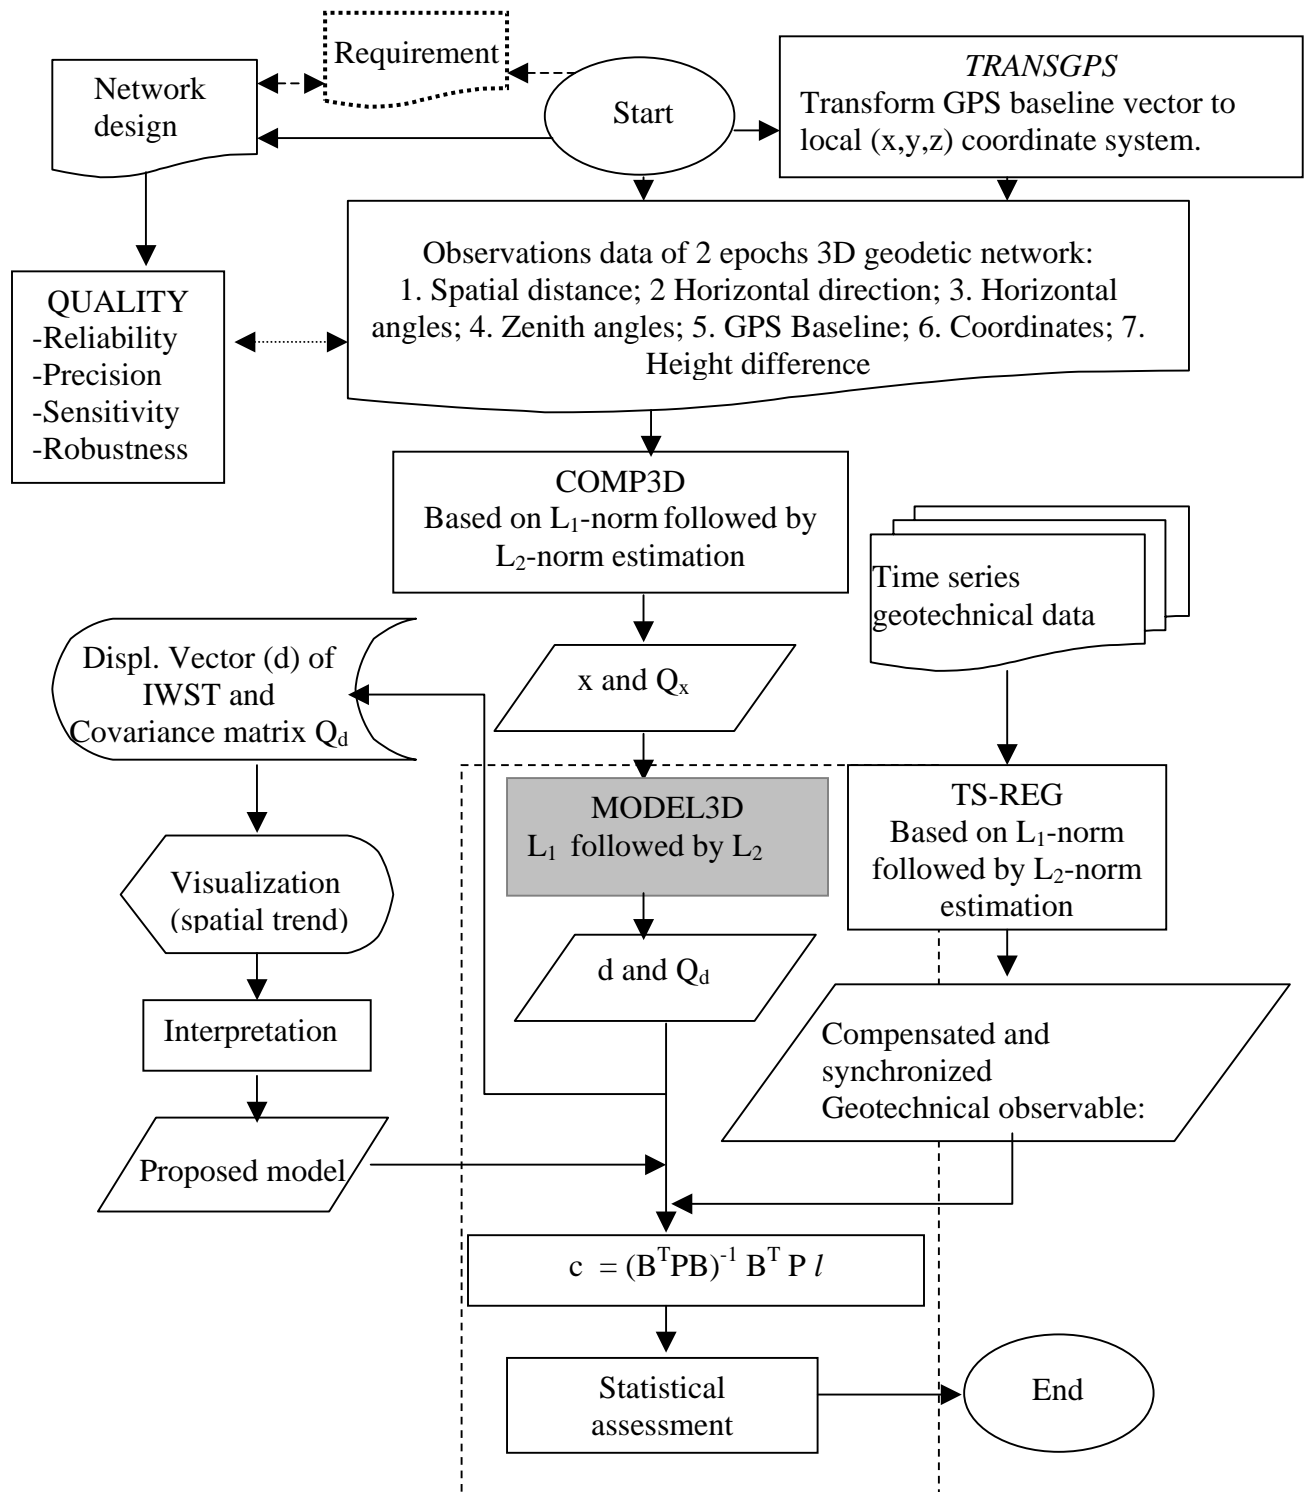 Requirement
Network
design
Start
TRANSGPS
Transform GPS baseline vector to
local (x,y,z) coordinate system.
QUALITY
-Reliability
-Precision
-Sensitivity
-Robustness
Observations data of 2 epochs 3D geodetic network:
1. Spatial distance; 2 Horizontal direction; 3. Horizontal
angles; 4. Zenith angles; 5. GPS Baseline; 6. Coordinates; 7.
Height difference
COMP3D
Based on L₁-norm followed by
L₂-norm estimation
Time series
geotechnical data
Displ. Vector (d) of
IWST and
Covariance matrix Q_d
x and Qₓ
MODEL3D
L₁ followed by L₂
TS-REG
Based on L₁-norm
followed by L₂-norm
estimation
Visualization
(spatial trend)
d and Q_d
Interpretation
Compensated and
synchronized
Geotechnical observable:
Proposed model
c = (BᵀPB)⁻¹ Bᵀ P l
Statistical
assessment
End